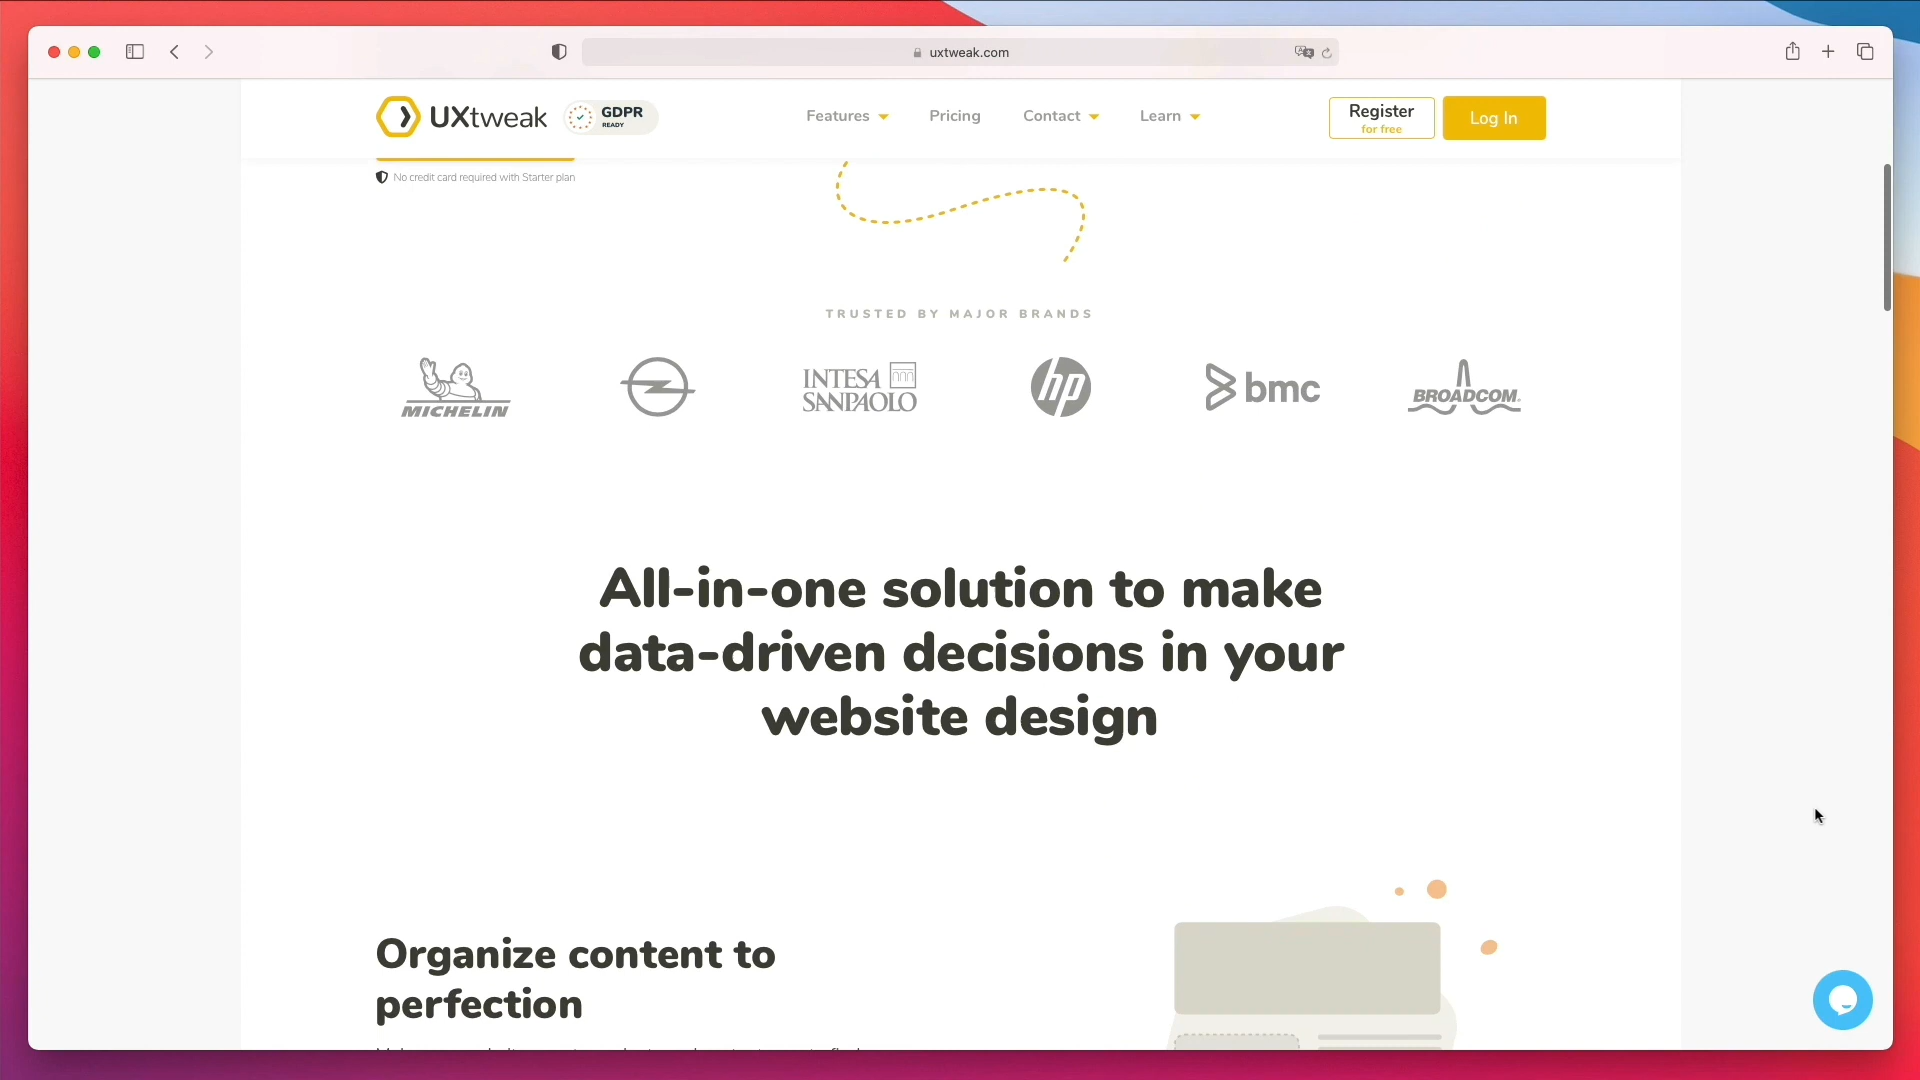 uxtweak.com
UXtweak
GDPR
READY
Features
Pricing
Contact
Learn
Register
for free
Log In
No credit card required with Starter plan
TRUSTED BY MAJOR BRANDS
MICHELIN
INTESA
SANPAOLO
hp
bmc
BROADCOM
All-in-one solution to make
data-driven decisions in your
website design
Organize content to
perfection